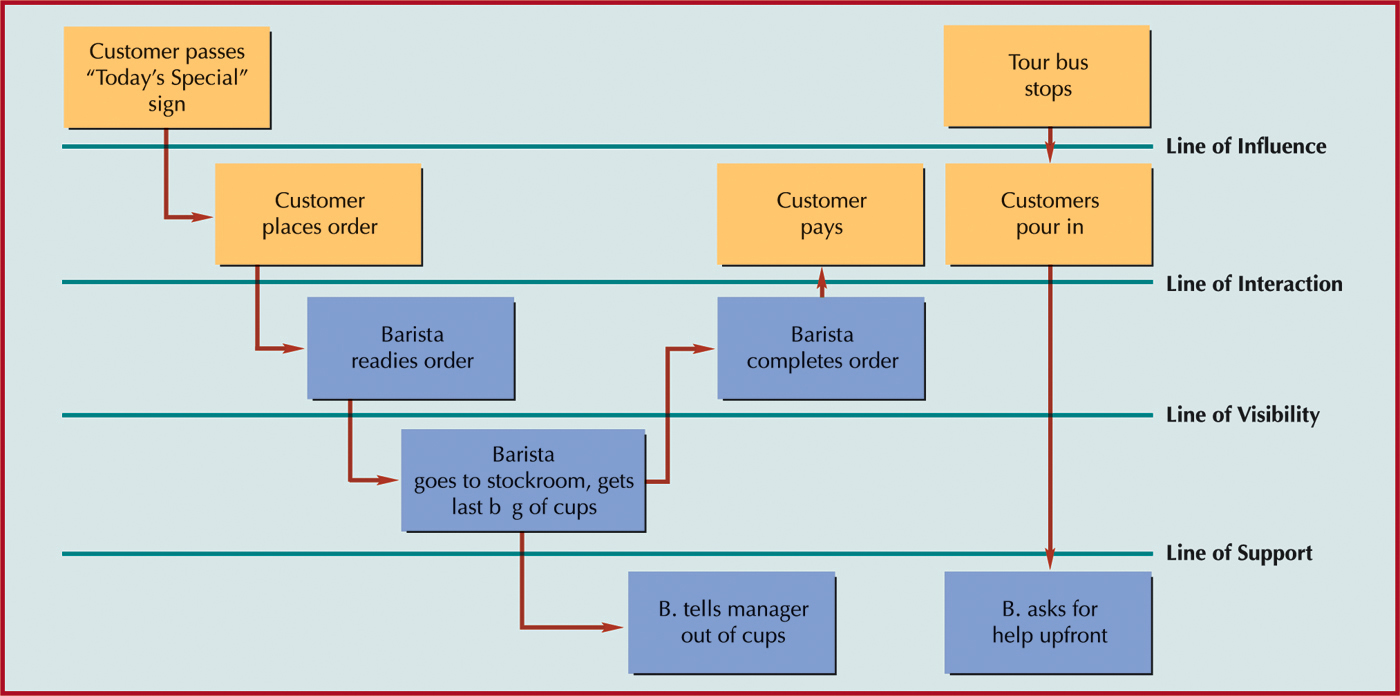 Customer passes
“Today’s Special”
sign
Tour bus
stops
Line of Influence
Customer
places order
Customer
pays
Customers
pour in
Line of Interaction
Barista
readies order
Barista
completes order
Line of Visibility
Barista
goes to stockroom, gets
last b g of cups
Line of Support
B. tells manager
out of cups
B. asks for
help upfront